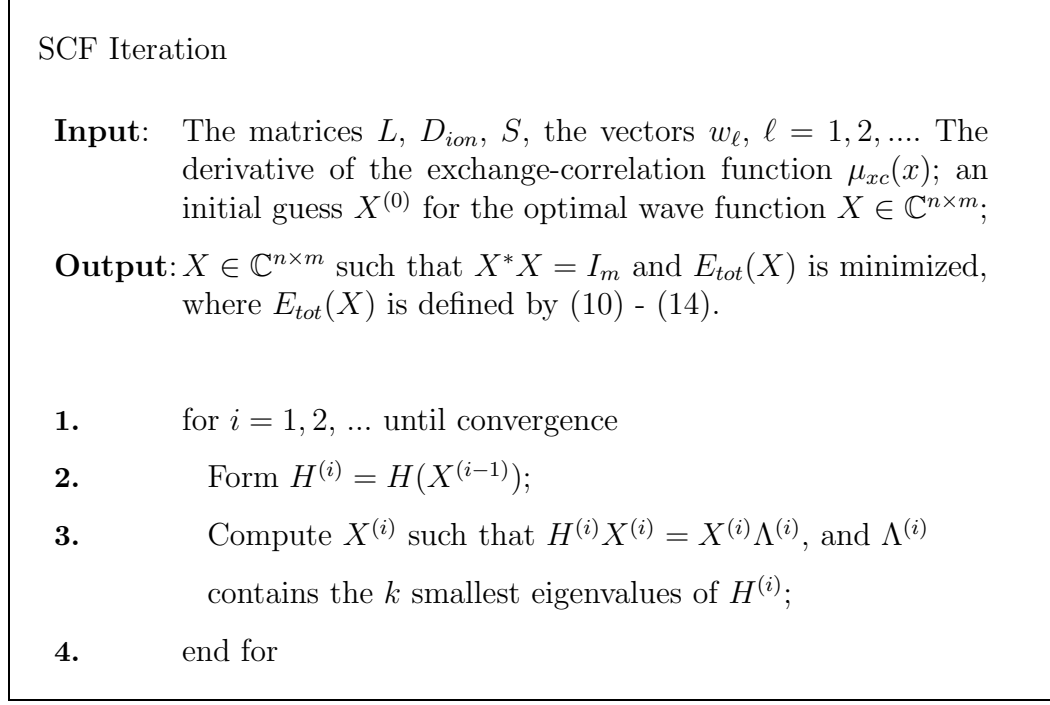 SCF Iteration
Input: The matrices L, D_{ion}, S, the vectors w_ℓ, ℓ = 1, 2, .... The
derivative of the exchange-correlation function μ_{xc}(x); an
initial guess X^{(0)} for the optimal wave function X ∈ ℂ^{n×m};
Output: X ∈ ℂ^{n×m} such that X^*X = I_m and E_{tot}(X) is minimized,
where E_{tot}(X) is defined by (10) - (14).
1. for i = 1, 2, ... until convergence
2. Form H^{(i)} = H(X^{(i−1)});
3. Compute X^{(i)} such that H^{(i)}X^{(i)} = X^{(i)}Λ^{(i)}, and Λ^{(i)}
contains the k smallest eigenvalues of H^{(i)};
4. end for